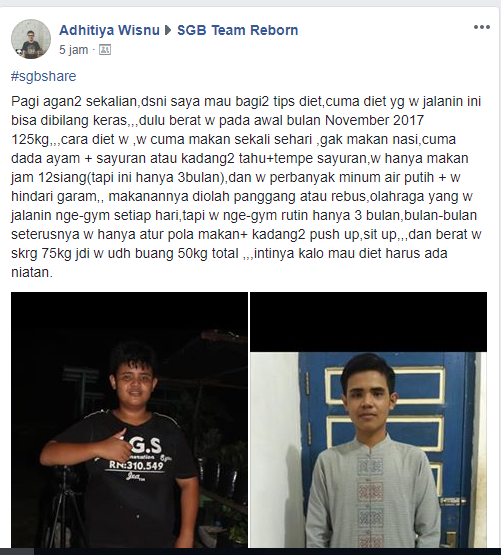 Adhitiya Wisnu SGB Team Reborn
5 jam ·
#sgbshare
Pagi agan2 sekalian,dsni saya mau bagi2 tips diet,cuma diet yg w jalanin ini
bisa dibilang keras,,,dulu berat w pada awal bulan November 2017
125kg,,,cara diet w ,w cuma makan sekali sehari ,gak makan nasi,cuma
dada ayam + sayuran atau kadang2 tahu+tempe sayuran,w hanya makan
jam 12siang(tapi ini hanya 3bulan),dan w perbanyak minum air putih + w
hindari garam,, makanannya diolah panggang atau rebus,olahraga yang w
jalanin nge-gym setiap hari,tapi w nge-gym rutin hanya 3 bulan,bulan-bulan
seterusnya w hanya atur pola makan+ kadang2 push up,sit up,,,dan berat w
skrg 75kg jdi w udh buang 50kg total ,,,intinya kalo mau diet harus ada
niatan.
.G.S
RN:310.549